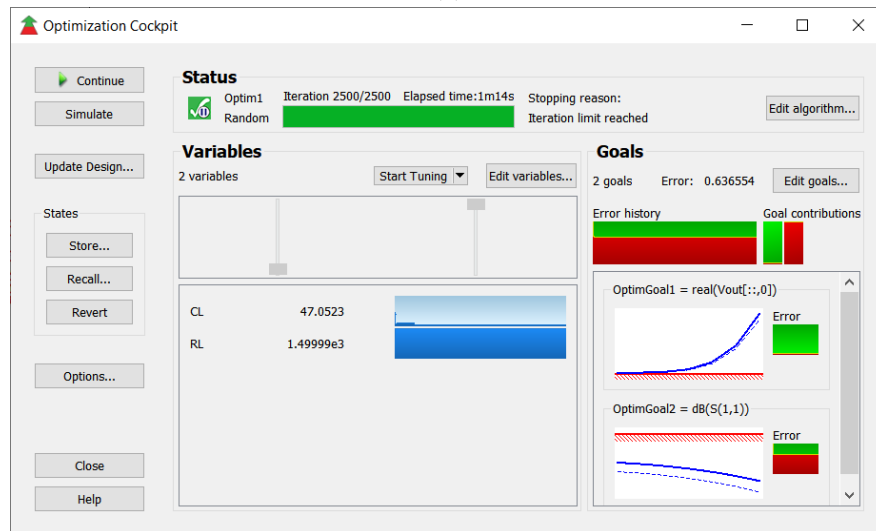 Optimization Cockpit
Continue
Simulate
Update Design...
States
Store...
Recall...
Revert
Options...
Close
Help
Status
Optim1
Random
Iteration 2500/2500 Elapsed time:1m14s
Stopping reason:
Iteration limit reached
Edit algorithm...
Variables
2 variables
Start Tuning
Edit variables...
CL 47.0523
RL 1.49999e3
Goals
2 goals Error: 0.636554
Edit goals...
Error history
Goal contributions
OptimGoal1 = real(Vout[::,0])
Error
OptimGoal2 = dB(S(1,1))
Error